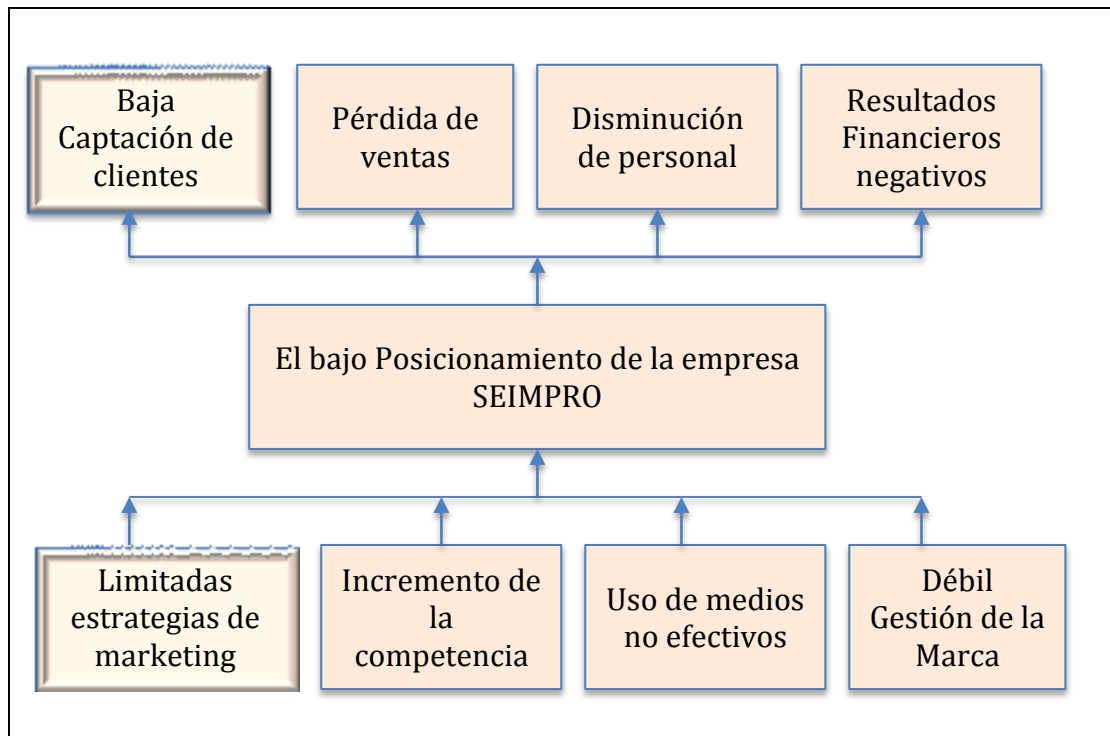 Baja
Captación de
clientes
Pérdida de
ventas
Disminución
de personal
Resultados
Financieros
negativos
El bajo Posicionamiento de la empresa
SEIMPRO
Limitadas
estrategias de
marketing
Incremento de
la
competencia
Uso de medios
no efectivos
Débil
Gestión de la
Marca